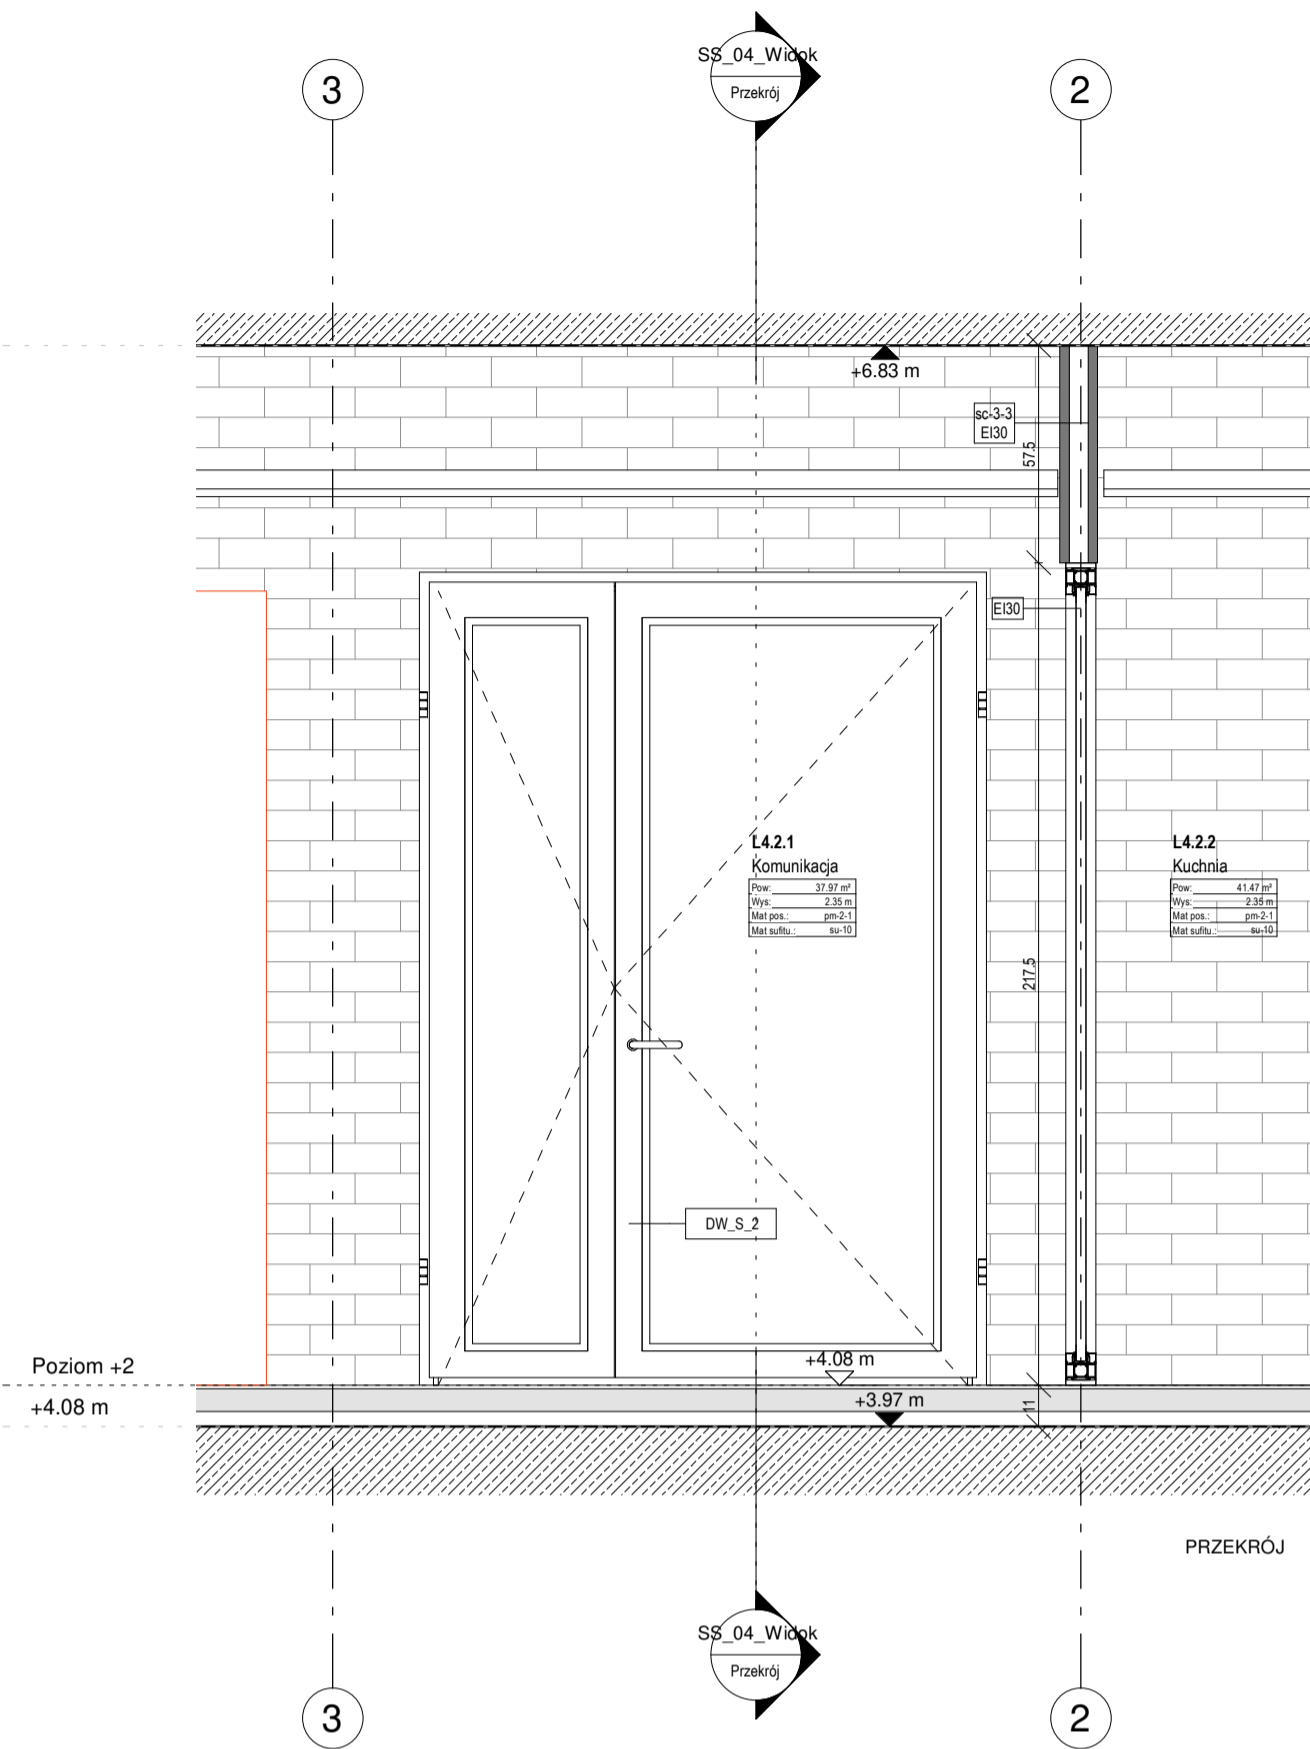 SS_04_Widok
Przekrój
3
2
+6.83 m
sc-3-3
EI30
57.5
EI30
L4.2.1
Komunikacja
Pow: 37.97 m²
Wys: 2.35 m
Mat pos.: pm-2-1
Mat sufitu.: su-10
L4.2.2
Kuchnia
Pow: 41.47 m²
Wys: 2.35 m
Mat pos.: pm-2-1
Mat sufitu.: su-10
217.5
DW_S_2
Poziom +2
+4.08 m
+4.08 m
+3.97 m
11
PRZEKRÓJ
SS_04_Widok
Przekrój
3
2